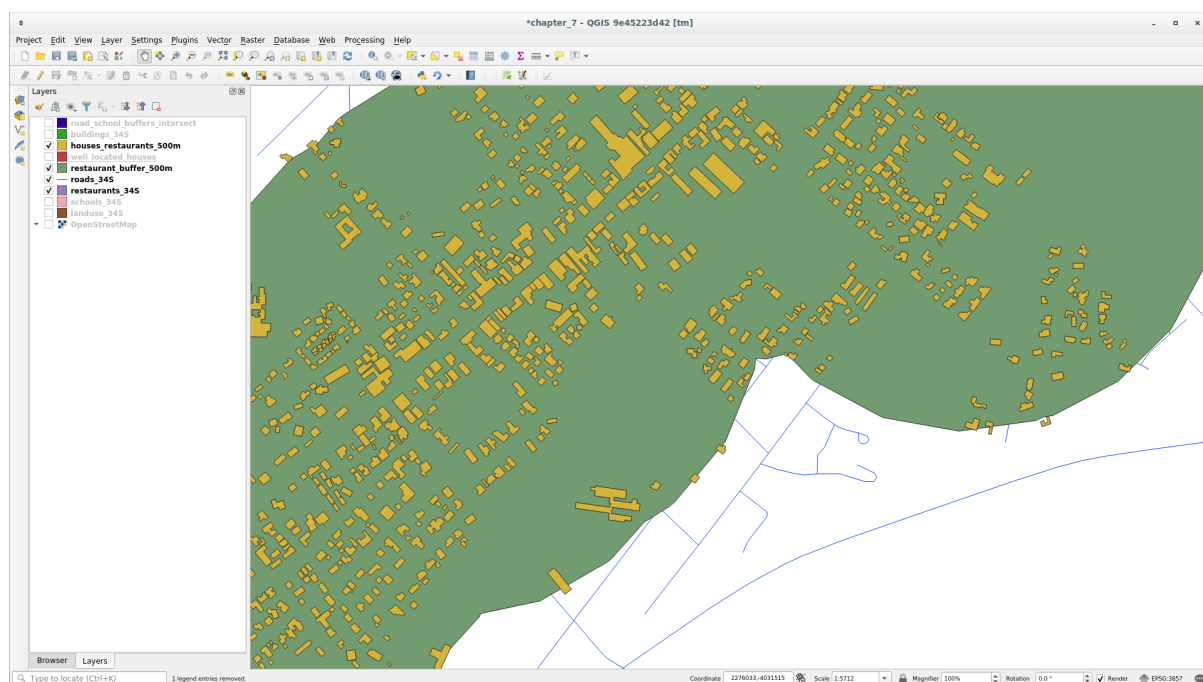 *chapter_7 - QGIS 9e45223d42 [tm]
Project Edit View Layer Settings Plugins Vector Raster Database Web Processing Help
Layers
road_school_buffers_intersect
buildings_34S
houses_restaurants_500m
well_located_houses
restaurant_buffer_500m
roads_34S
restaurants_34S
schools_34S
landuse_34S
OpenStreetMap
Browser Layers
Type to locate (Ctrl+K) 1 legend entries removed. Coordinate 2276033,-4031515 Scale 1:5712 Magnifier 100% Rotation 0.0 ° Render EPSG:3857